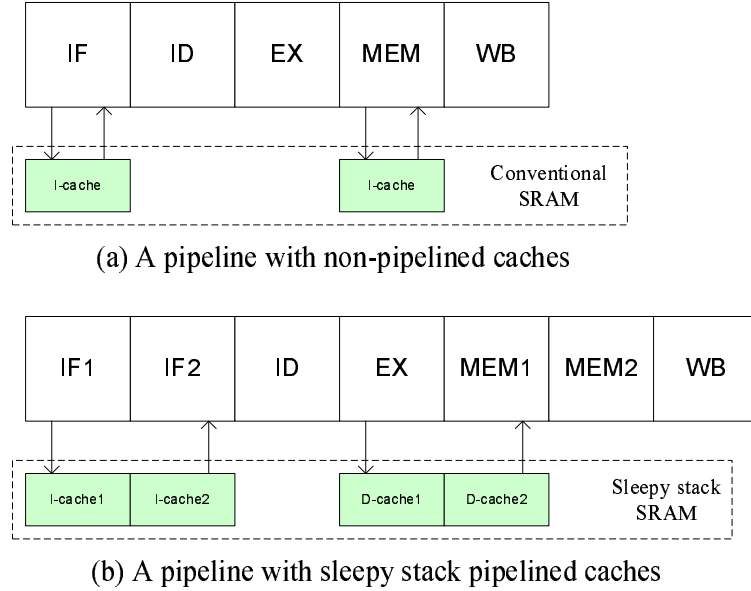 IF ID EX MEM WB
I-cache I-cache Conventional
SRAM
(a) A pipeline with non-pipelined caches
IF1 IF2 ID EX MEM1 MEM2 WB
I-cache1 I-cache2 D-cache1 D-cache2 Sleepy stack
SRAM
(b) A pipeline with sleepy stack pipelined caches